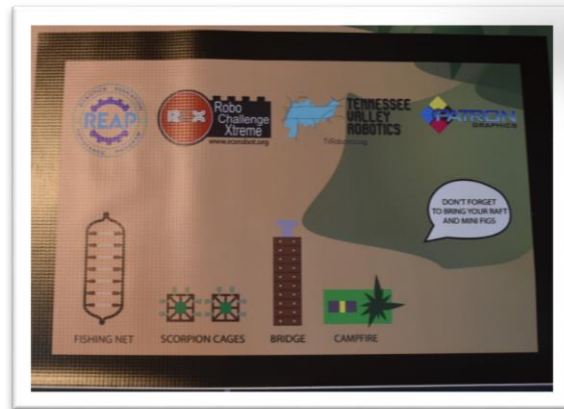 REAP
RCX
Robo
Challenge
Xtreme
www.rcxrobot.org
TENNESSEE
VALLEY
ROBOTICS
PATRON
GRAPHICS
DON'T FORGET
TO BRING YOUR RAFT
AND MINI FIGS
FISHING NET
SCORPION CAGES
BRIDGE
CAMPFIRE